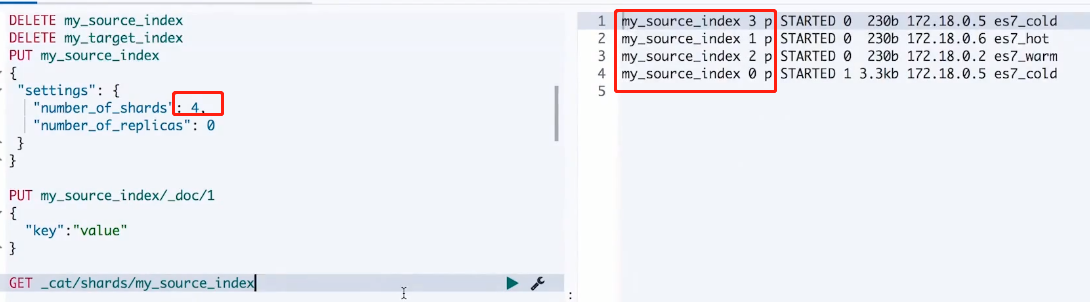 DELETE my_source_index
DELETE my_target_index
PUT my_source_index
{
"settings": {
"number_of_shards": 4,
"number_of_replicas": 0
}
}
PUT my_source_index/_doc/1
{
"key":"value"
}
GET _cat/shards/my_source_index
1 my_source_index 3 p STARTED 0 230b 172.18.0.5 es7_cold
2 my_source_index 1 p STARTED 0 230b 172.18.0.6 es7_hot
3 my_source_index 2 p STARTED 0 230b 172.18.0.2 es7_warm
4 my_source_index 0 p STARTED 1 3.3kb 172.18.0.5 es7_cold
5